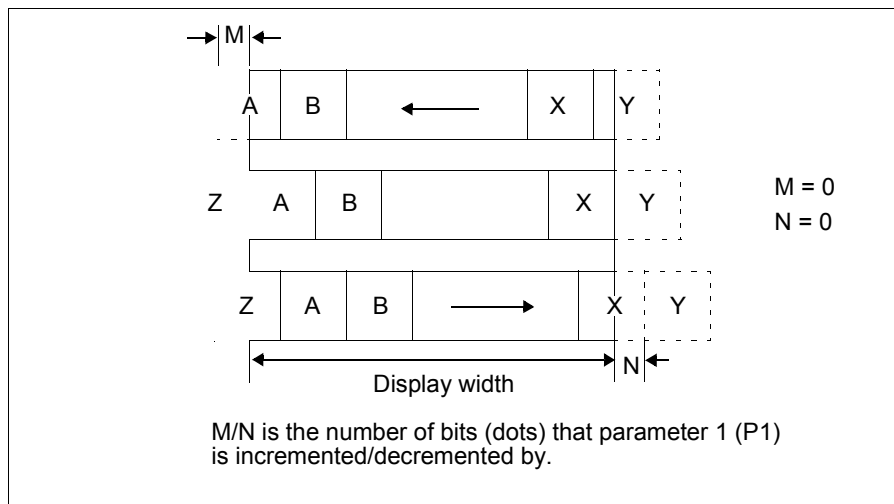 M
A B X Y
Z A B X Y
M = 0
N = 0
Z A B X Y
N
Display width
M/N is the number of bits (dots) that parameter 1 (P1)
is incremented/decremented by.